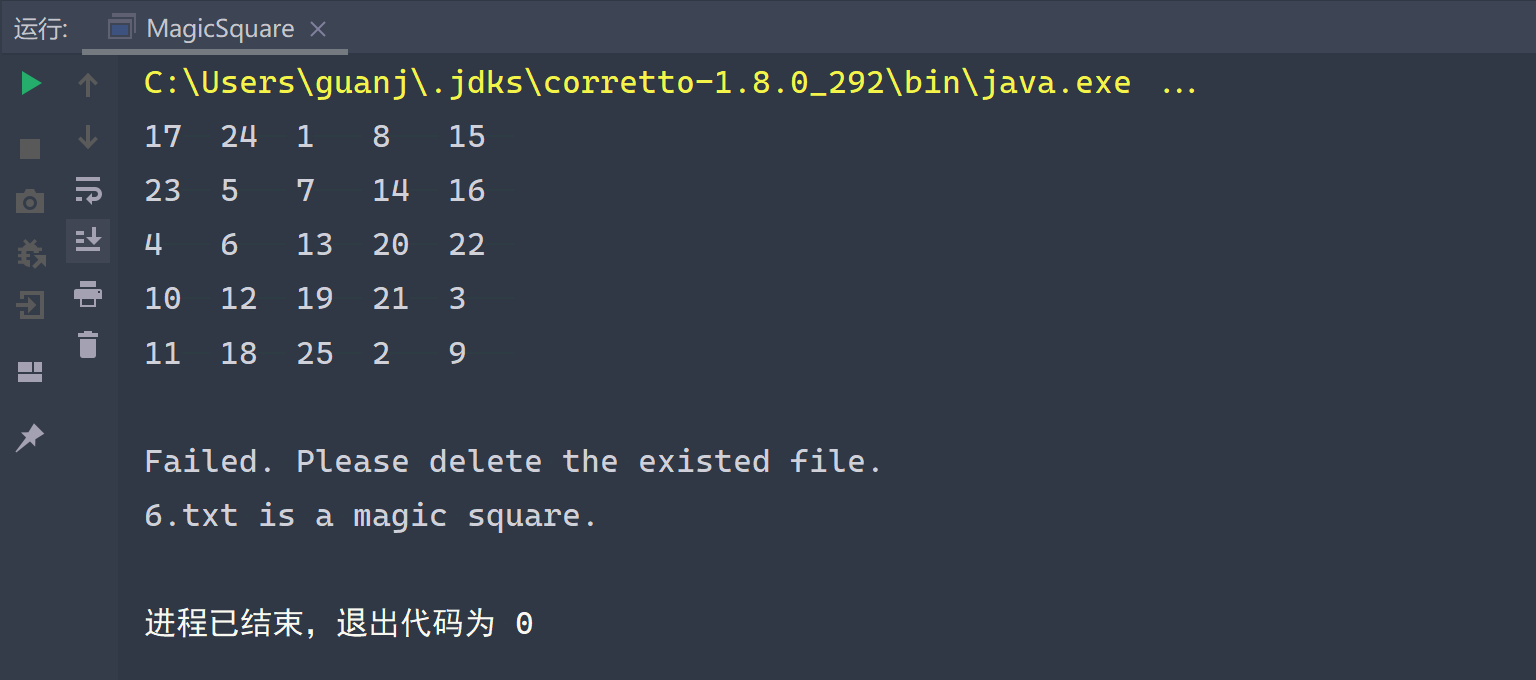 运行: MagicSquare
C:\Users\guanj\.jdks\corretto-1.8.0_292\bin\java.exe ...
17 24 1 8 15
23 5 7 14 16
4 6 13 20 22
10 12 19 21 3
11 18 25 2 9
Failed. Please delete the existed file.
6.txt is a magic square.
进程已结束，退出代码为 0